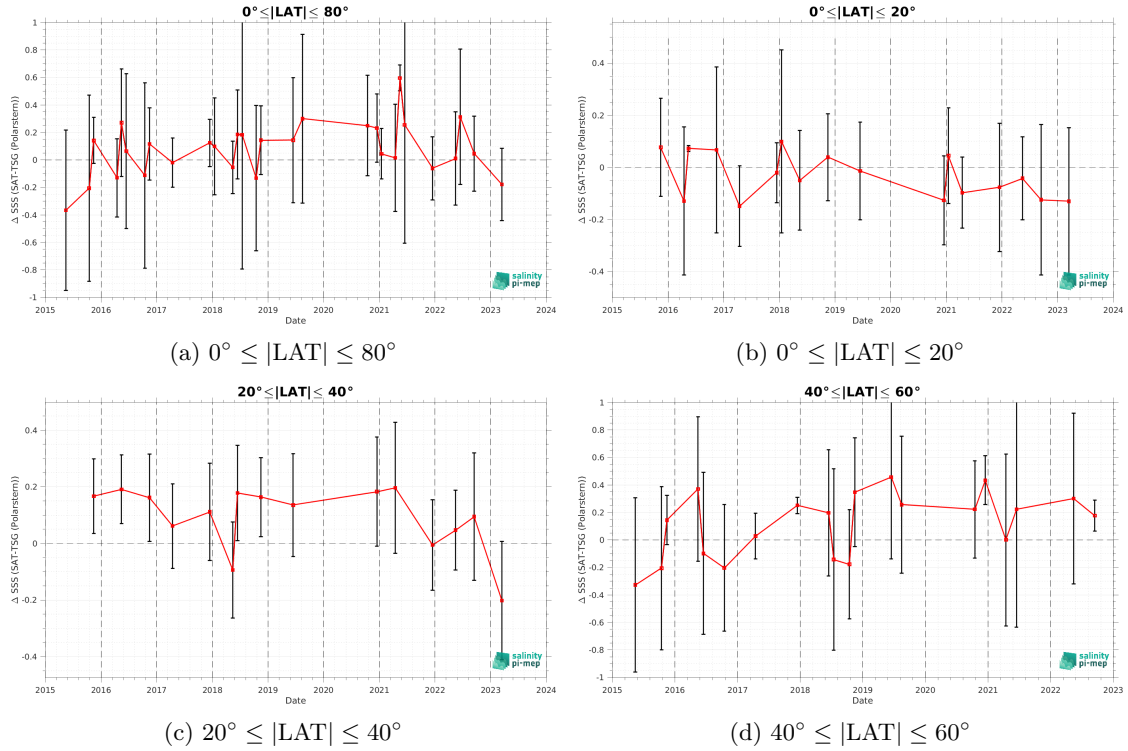 0°≤|LAT|≤ 80°
Δ SSS (SAT-TSG (Polarstern))
1
0.8
0.6
0.4
0.2
0
-0.2
-0.4
-0.6
-0.8
-1
2015 2016 2017 2018 2019 2020 2021 2022 2023 2024
Date
salinity
pi-mep
(a) 0° ≤ |LAT| ≤ 80°
0°≤|LAT|≤ 20°
Δ SSS (SAT-TSG (Polarstern))
0.4
0.2
0
-0.2
-0.4
2015 2016 2017 2018 2019 2020 2021 2022 2023 2024
Date
salinity
pi-mep
(b) 0° ≤ |LAT| ≤ 20°
20°≤|LAT|≤ 40°
Δ SSS (SAT-TSG (Polarstern))
0.4
0.2
0
-0.2
-0.4
2015 2016 2017 2018 2019 2020 2021 2022 2023 2024
Date
salinity
pi-mep
(c) 20° ≤ |LAT| ≤ 40°
40°≤|LAT|≤ 60°
Δ SSS (SAT-TSG (Polarstern))
1
0.8
0.6
0.4
0.2
0
-0.2
-0.4
-0.6
-0.8
-1
2015 2016 2017 2018 2019 2020 2021 2022 2023
Date
salinity
pi-mep
(d) 40° ≤ |LAT| ≤ 60°